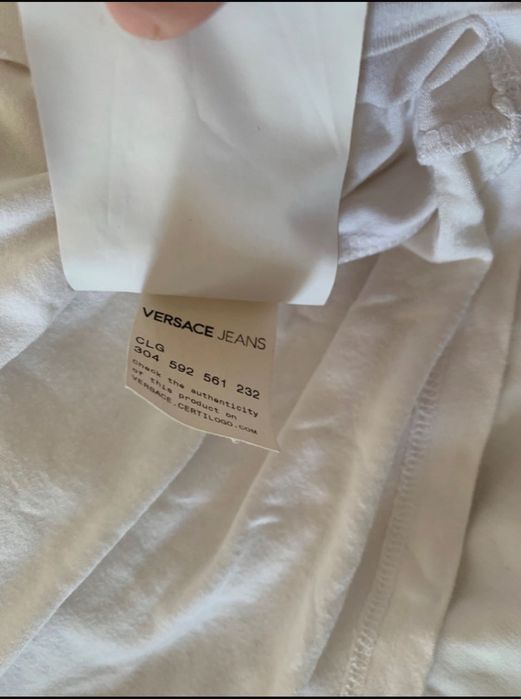 VERSACE JEANS
CLG
304 592 561 232
check the authenticity
of this product on
VERSACE.CERTILOGO.COM